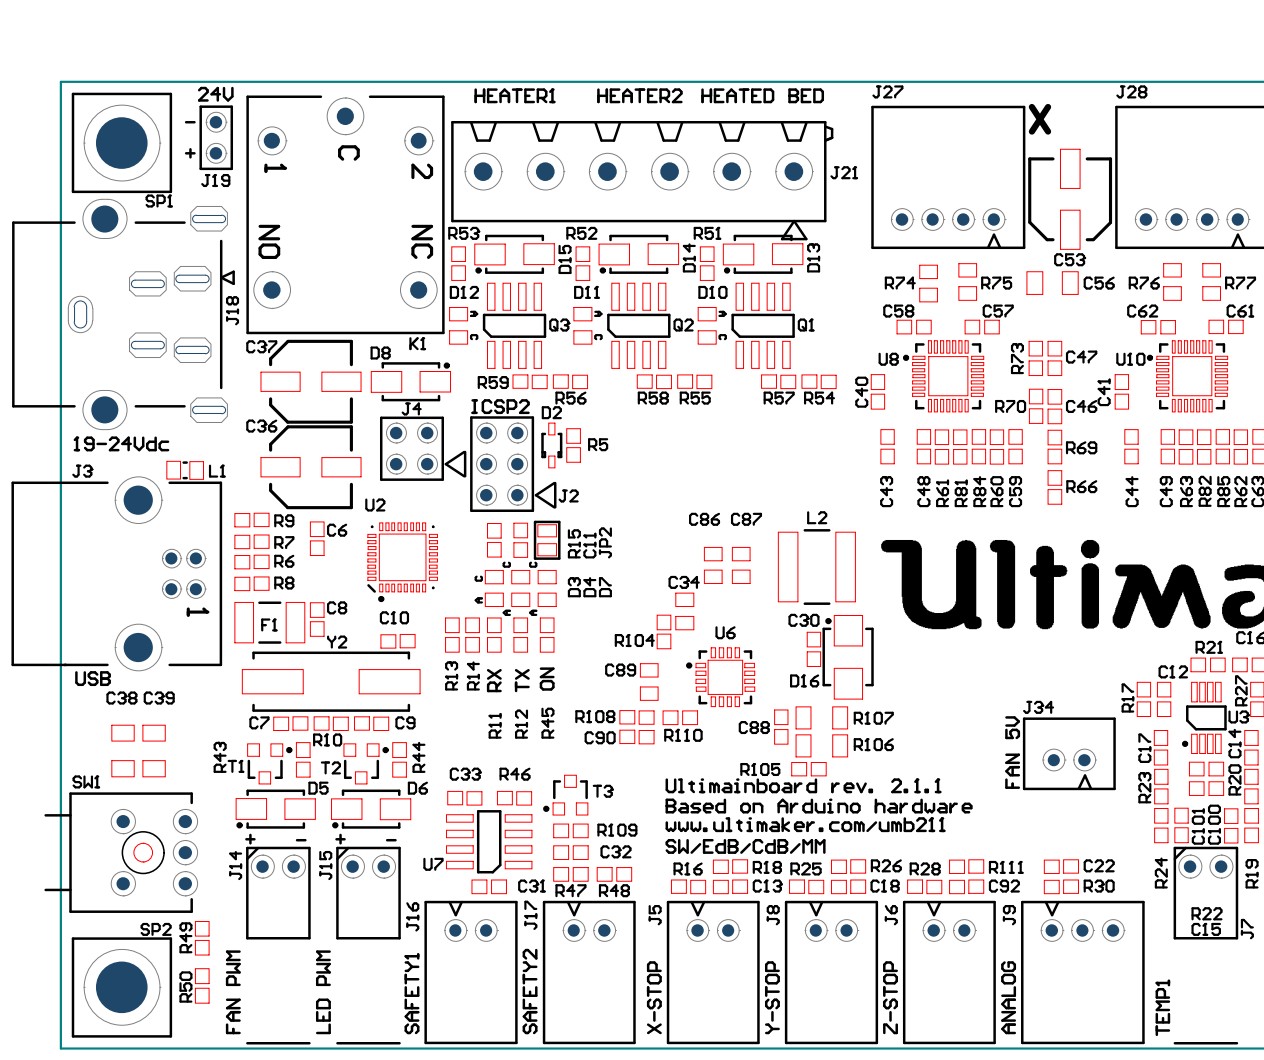 24V
HEATER1 HEATER2 HEATED BED
J27
X
J28
- 
+
J19
SP1
1
C
2
NO
NC
K1
J21
R53
R52
R51
D15
D14
D13
D12
D11
D10
Q3
Q2
Q1
R59
R56
R58
R55
R57
R54
C53
R74
R75
C56
R76
R77
C58
C57
C62
C61
U8
U10
R73
C47
C40
R70
C46
C41
R69
R66
C43
C48
R61
R81
R84
R60
C59
C44
C49
R63
R82
R85
R62
C63
J18
19-24Vdc
C37
D8
J4
ICSP2
D2
R5
C36
J2
J3
L1
U2
R9
R7
R6
R8
C6
C8
F1
Y2
C10
1
USB
R15
C11
JP2
D3
D4
D7
C
C
C
A
A
A
R13
R14
RX
TX
ON
R11
R12
R45
C86 C87
L2
C34
R104
U6
C30
C89
D16
R108
C90
R110
C88
R107
R106
R105
Ultima
C16
R21
C12
R17
R27
U3
C17
C14
R23
R20
C101
C100
J34
FAN 5V
C38 C39
C7
C9
R10
R43
T1
T2
R44
SW1
D5
D6
+ -
+ -
J14
J15
C33 R46
T3
R109
C32
U7
C31
R47 R48
Ultimainboard rev. 2.1.1
Based on Arduino hardware
www.ultimaker.com/umb211
SW/EdB/CdB/MM
R16
R18
C13
R25
R26
C18
R28
R111
C92
C22
R30
R24
R19
R22
C15
J7
SP2
R49
R50
FAN PWM
LED PWM
J16
SAFETY1
J17
SAFETY2
J5
X-STOP
J8
Y-STOP
J6
Z-STOP
J9
ANALOG
TEMP1